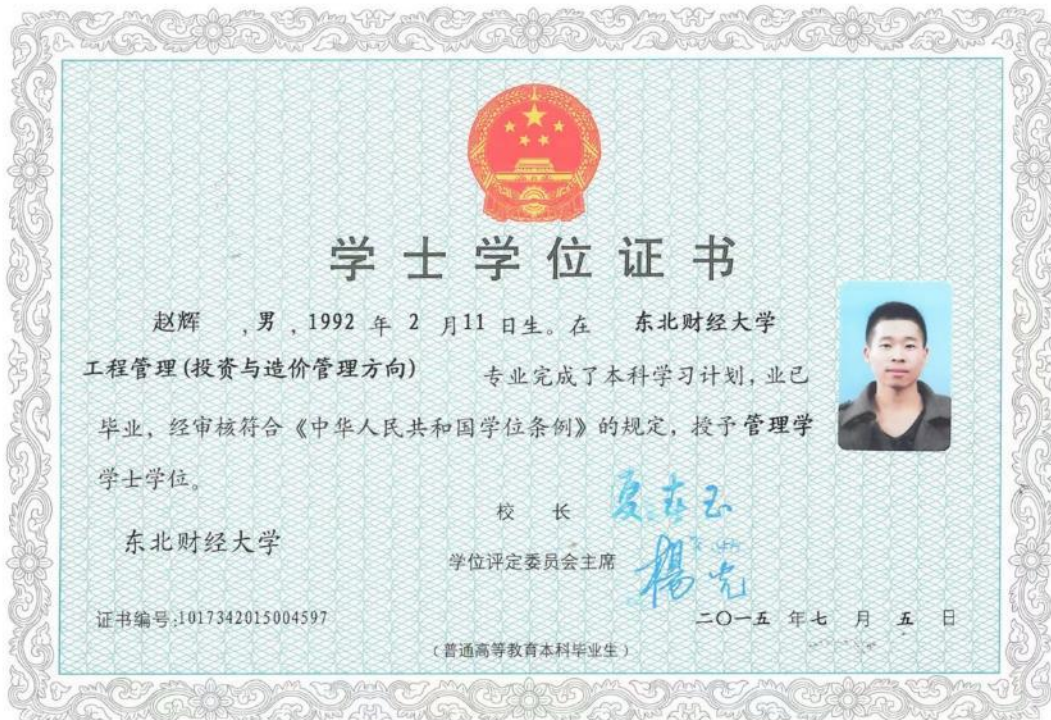 学士学位证书
赵辉 ,男,1992 年 2 月11 日生。在 东北财经大学
工程管理(投资与造价管理方向) 专业完成了本科学习计划,业已
毕业,经审核符合《中华人民共和国学位条例》的规定,授予管理学
学士学位。
校 长 夏春玉
东北财经大学
学位评定委员会主席
证书编号:1017342015004597
二〇一五 年七 月 五 日
(普通高等教育本科毕业生)